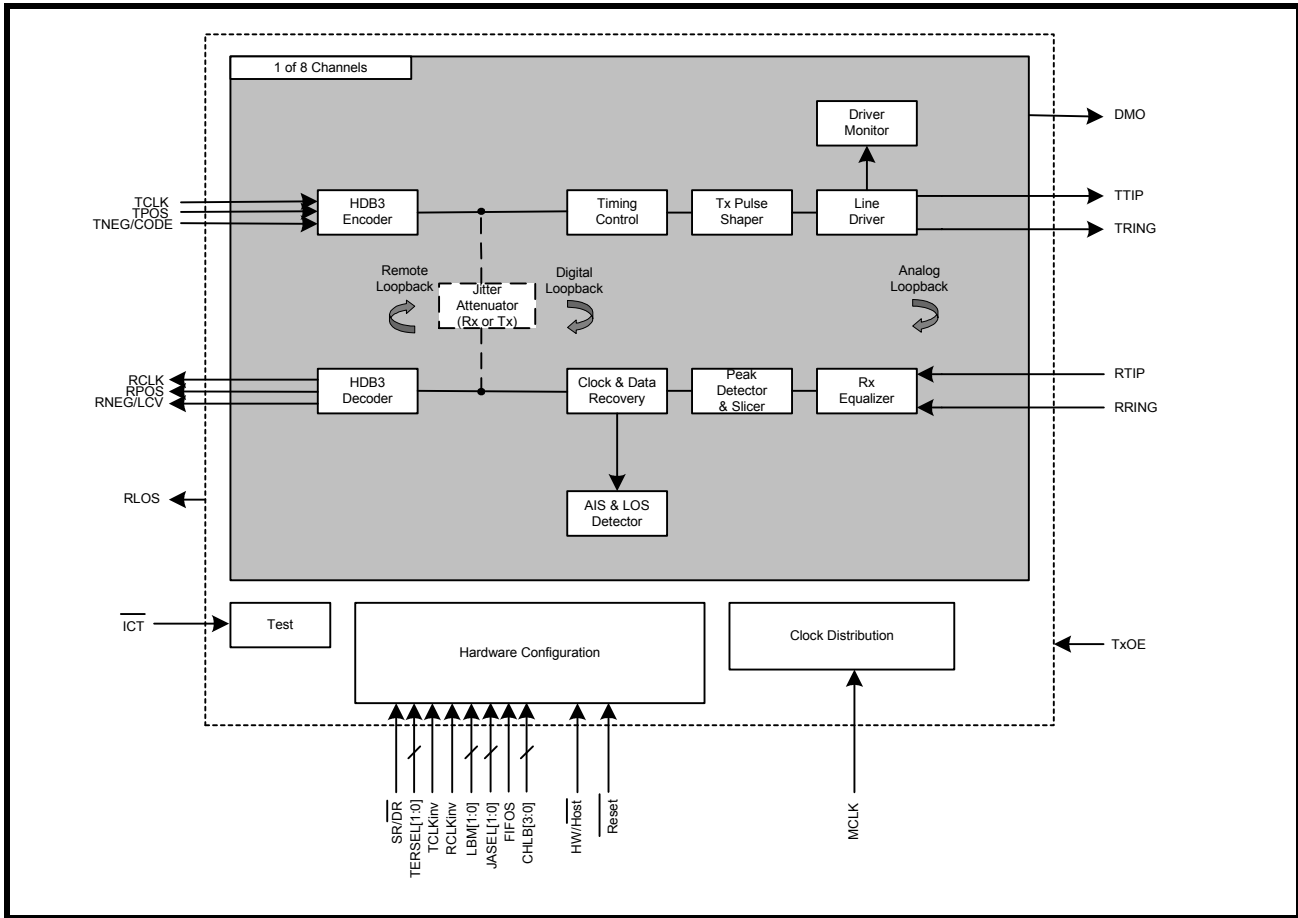 1 of 8 Channels
Driver
Monitor
DMO
TCLK
TPOS
TNEG/CODE
HDB3
Encoder
Timing
Control
Tx Pulse
Shaper
Line
Driver
TTIP
TRING
Remote
Loopback
Jitter
Attenuator
(Rx or Tx)
Digital
Loopback
Analog
Loopback
RCLK
RPOS
RNEG/LCV
HDB3
Decoder
Clock & Data
Recovery
Peak
Detector
& Slicer
Rx
Equalizer
RTIP
RRING
RLOS
AIS & LOS
Detector
ICT
Test
Hardware Configuration
Clock Distribution
TxOE
SR/DR
TERSEL[1:0]
TCLKinv
RCLKinv
LBM[1:0]
JASEL[1:0]
FIFOS
CHLB[3:0]
HW/Host
Reset
MCLK